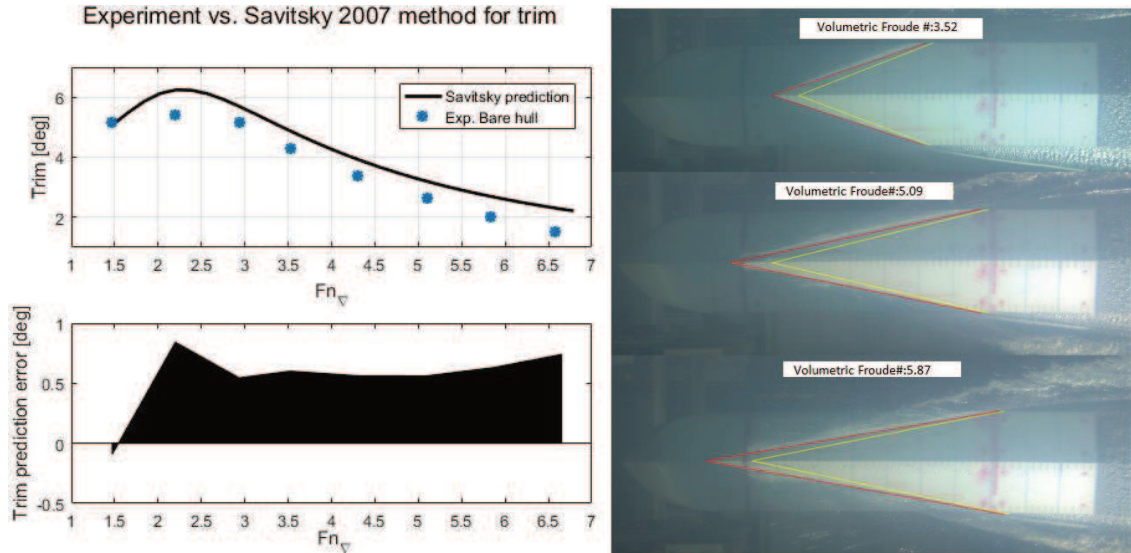 Experiment vs. Savitsky 2007 method for trim
Savitsky prediction
Exp. Bare hull
Trim [deg]
6
4
2
1 1.5 2 2.5 3 3.5 4 4.5 5 5.5 6 6.5 7
Fn∇
Trim prediction error [deg]
1
0.5
0
-0.5
1 1.5 2 2.5 3 3.5 4 4.5 5 5.5 6 6.5 7
Fn∇
Volumetric Froude #:3.52
Volumetric Froude#:5.09
Volumetric Froude#:5.87